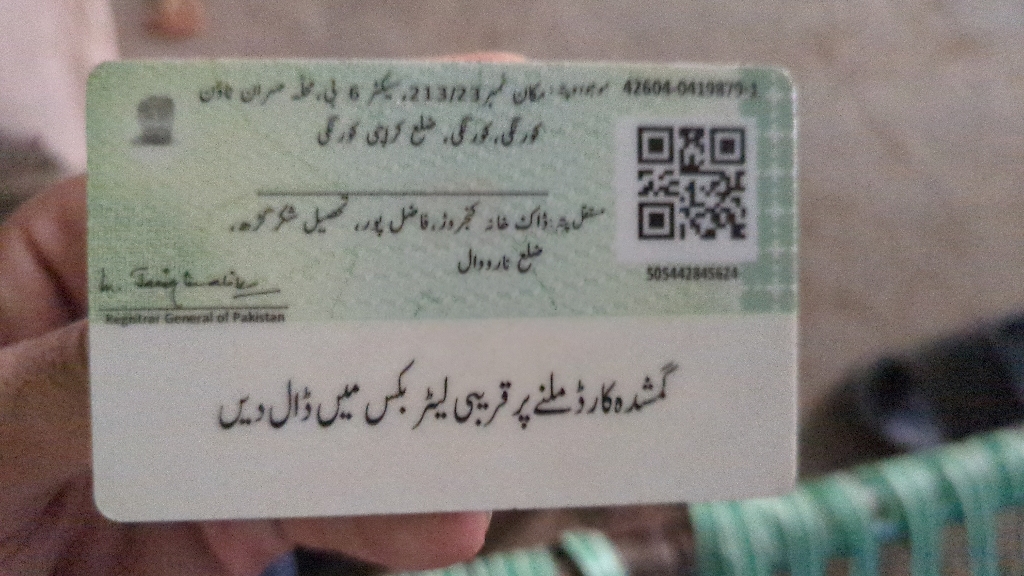 42604-0419879-1
موجودہ پتہ: مکان نمبر 213/23، سیکٹر 6 بی، محلہ مہران ٹاؤن
کورنگی، کورنگی، ضلع کراچی کورنگی
مستقل پتہ: ڈاک خانہ کنجروڑ، فاضل پور، تحصیل شکرگڑھ،
ضلع نارووال
505442845624
Registrar General of Pakistan
گمشدہ کارڈ ملنے پر قریبی لیٹر بکس میں ڈال دیں